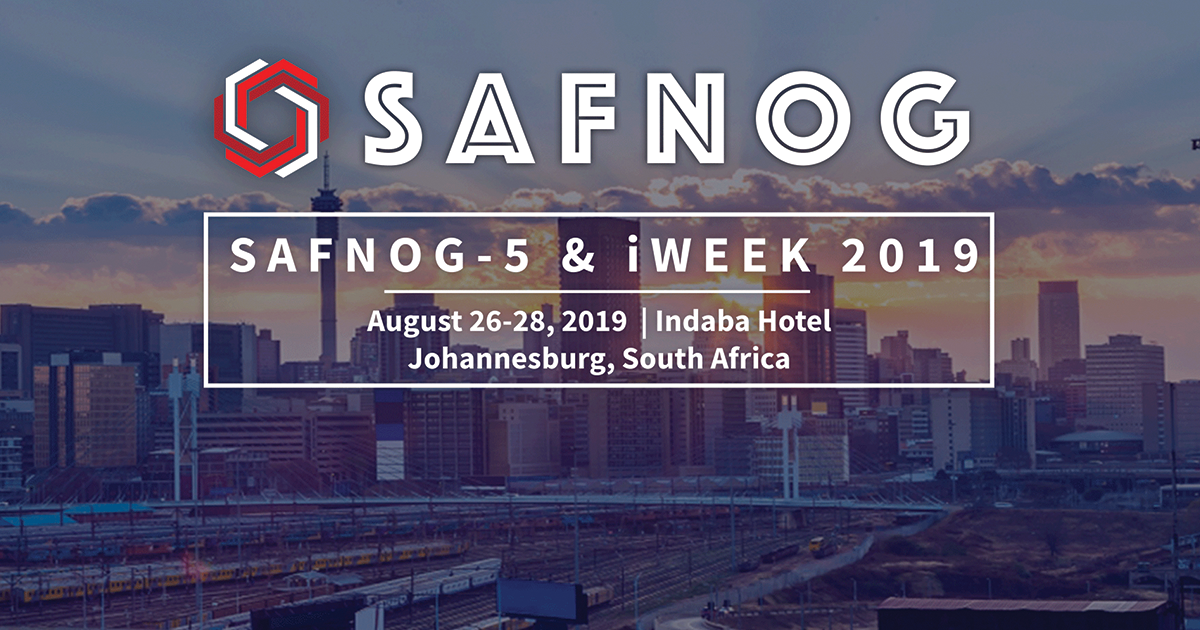 SAFNOG
SAFNOG-5 & iWEEK 2019
August 26-28, 2019 | Indaba Hotel
Johannesburg, South Africa